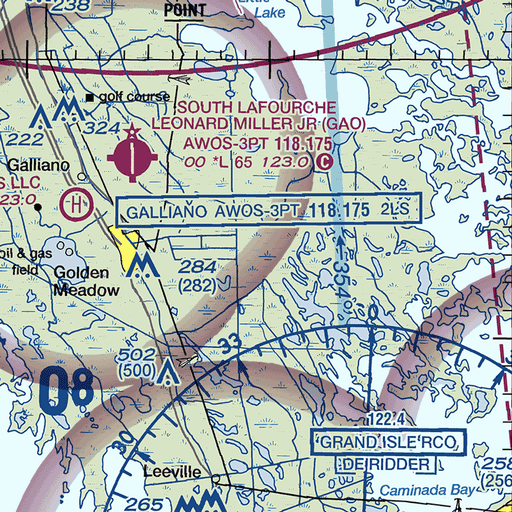 238
POINT
Little
Lake
golf course
SOUTH LAFOURCHE
LEONARD MILLER JR (GAO)
AWOS-3PT 118.175
00 *L 65 123.0 C
222
324
Galliano
S LLC
123.0
H
GALLIANO AWOS-3PT 118.175 2LS
oil & gas
field
Golden
Meadow
284
(282)
354°
0
33
502
(500)
08
30
122.4
GRAND ISLE RCO
DE RIDDER
Leeville
265
Caminada Bay
258
(256